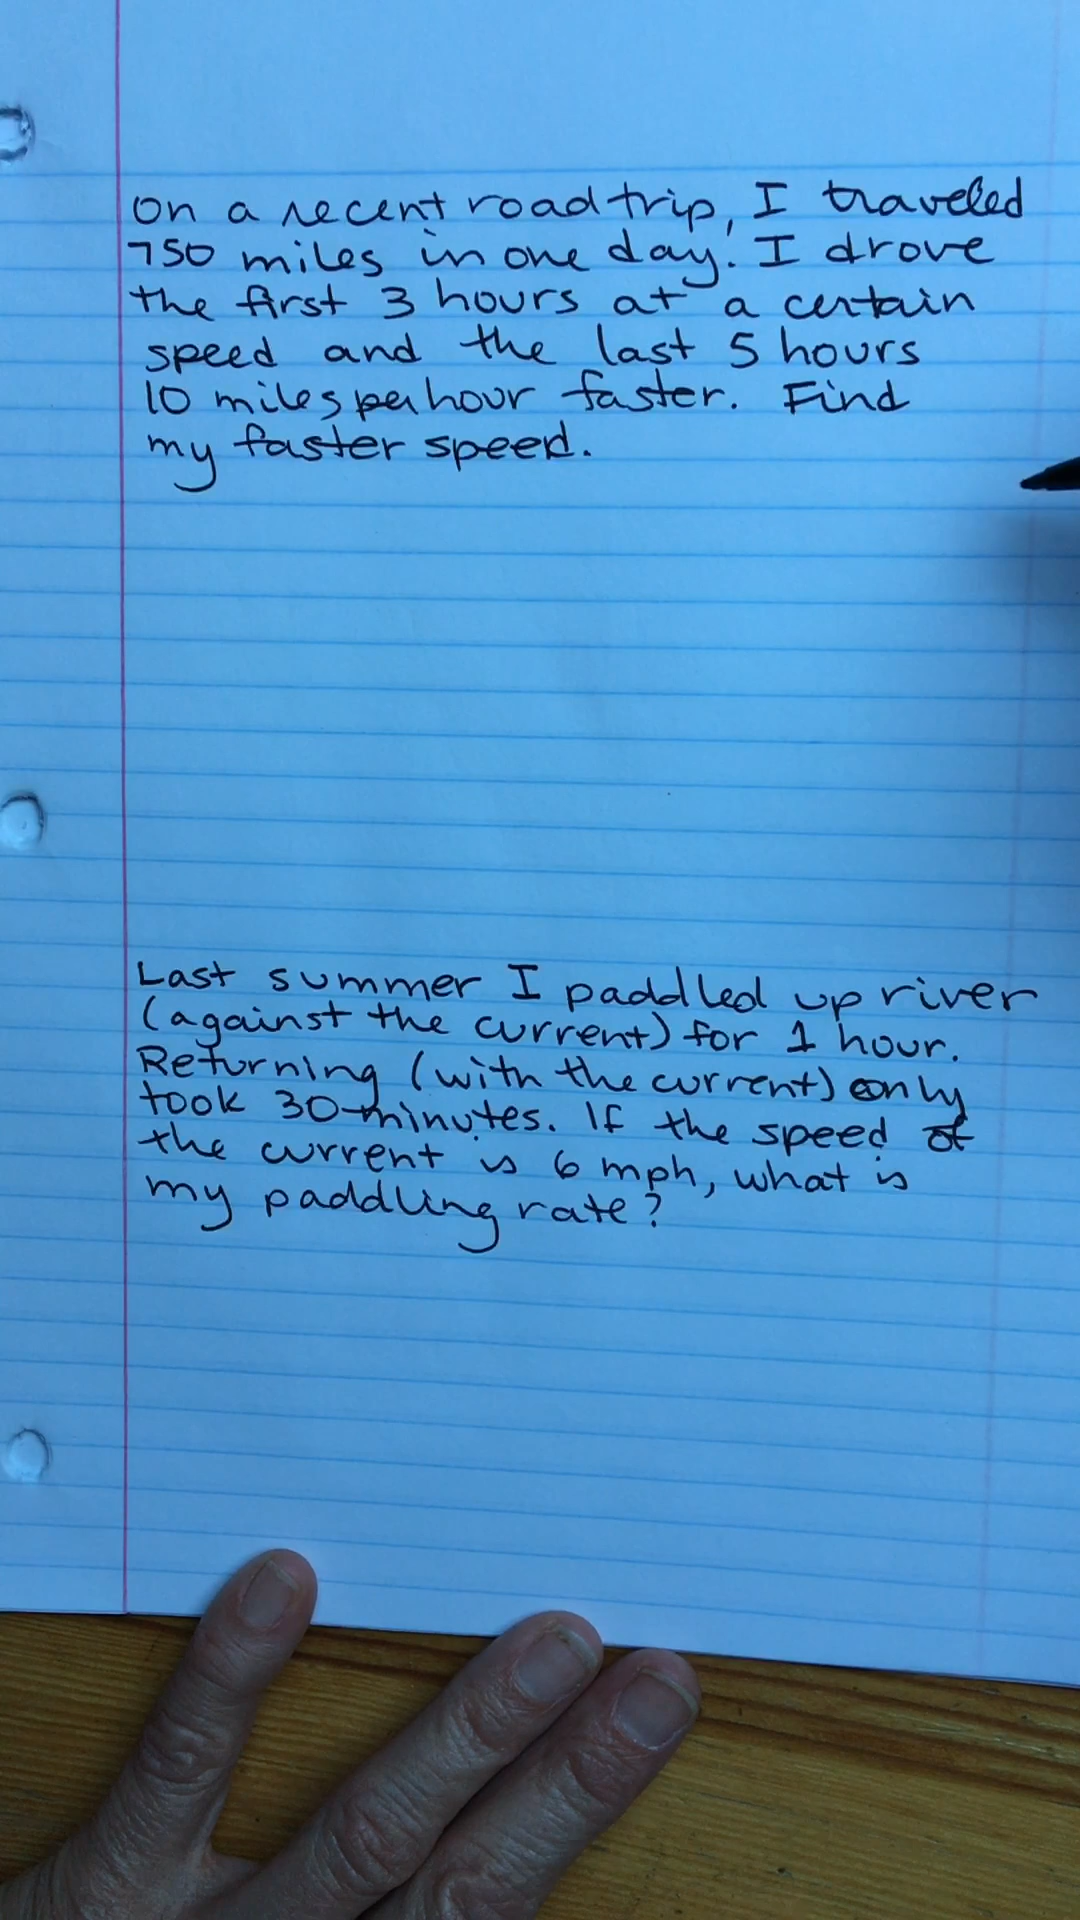 On a recent road trip, I traveled
750 miles in one day. I drove
the first 3 hours at a certain
speed and the last 5 hours
10 miles per hour faster. Find
my faster speed.
Last summer I paddled up river
(against the current) for 1 hour.
Returning (with the current) only
took 30 minutes. If the speed of
the current is 6 mph, what is
my paddling rate?